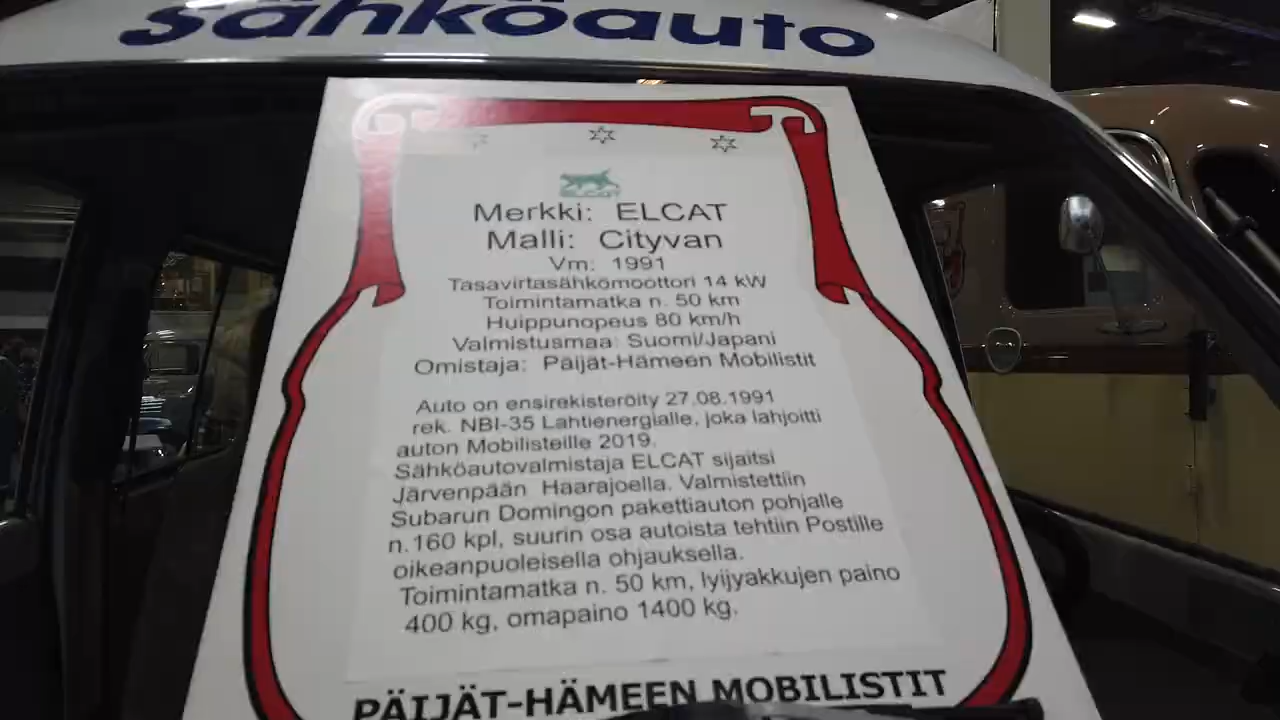 Sähköauto
ELCAT
Merkki: ELCAT
Malli: Cityvan
Vm: 1991
Tasavirtasähkömoottori 14 kW
Toimintamatka n. 50 km
Huippunopeus 80 km/h
Valmistusmaa: Suomi/Japani
Omistaja: Päijät-Hämeen Mobilistit
Auto on ensirekisteröity 27.08.1991
rek. NBI-35 Lahtienergialle, joka lahjoitti
auton Mobilisteille 2019.
Sähköautovalmistaja ELCAT sijaitsi
Järvenpään Haarajoella. Valmistettiin
Subarun Domingon pakettiauton pohjalle
n.160 kpl, suurin osa autoista tehtiin Postille
oikeanpuoleisella ohjauksella.
Toimintamatka n. 50 km, lyijyakkujen paino
400 kg, omapaino 1400 kg.
PÄIJÄT-HÄMEEN MOBILISTIT